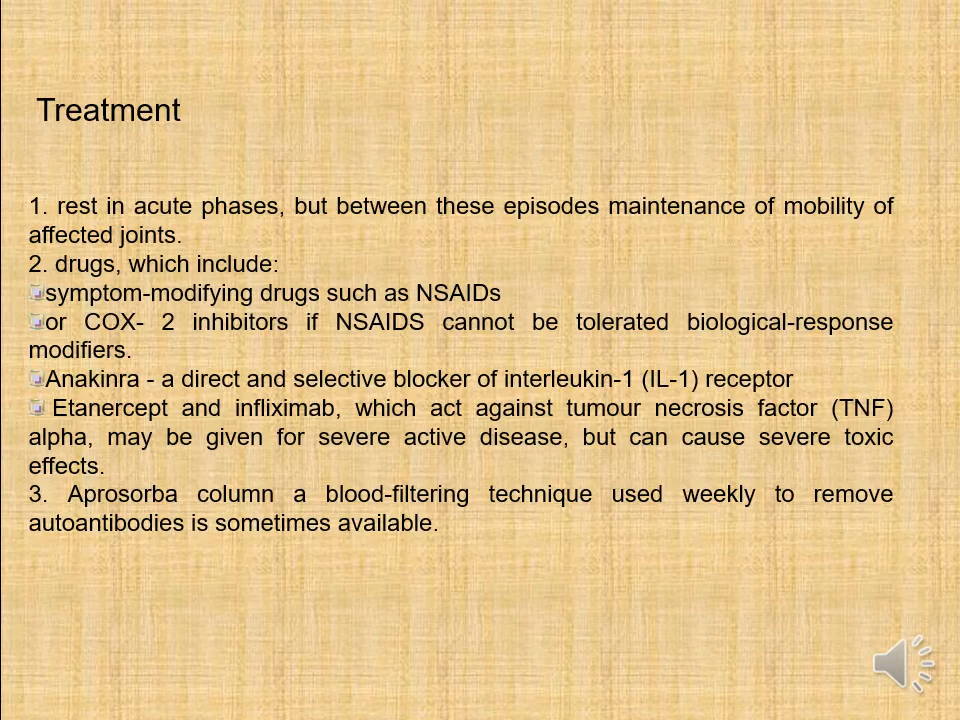 Treatment
1. rest in acute phases, but between these episodes maintenance of mobility of
affected joints.
2. drugs, which include:
symptom-modifying drugs such as NSAIDs
or COX- 2 inhibitors if NSAIDS cannot be tolerated biological-response
modifiers.
Anakinra - a direct and selective blocker of interleukin-1 (IL-1) receptor
Etanercept and infliximab, which act against tumour necrosis factor (TNF)
alpha, may be given for severe active disease, but can cause severe toxic
effects.
3. Aprosorba column a blood-filtering technique used weekly to remove
autoantibodies is sometimes available.